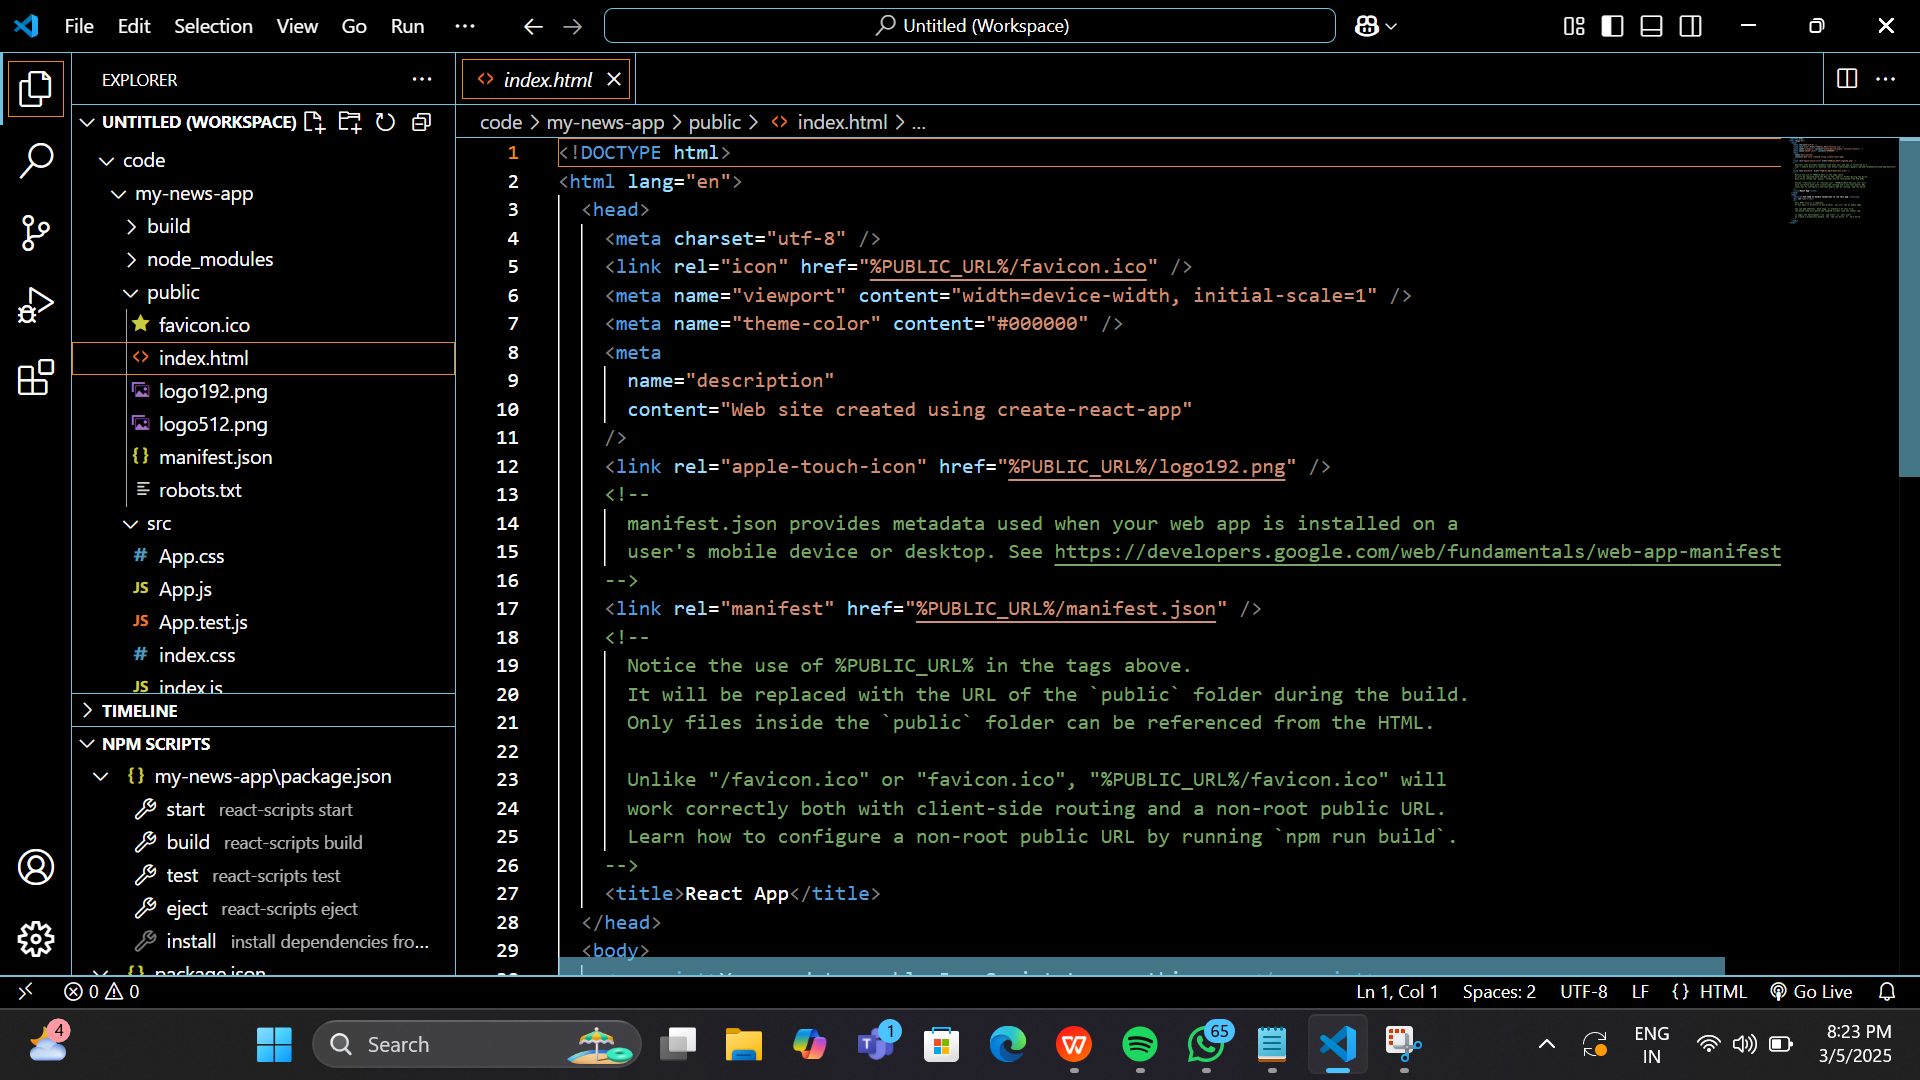 File Edit Selection View Go Run
Untitled (Workspace)
EXPLORER
index.html
UNTITLED (WORKSPACE)
code > my-news-app > public > <> index.html > ...
code
my-news-app
build
node_modules
public
favicon.ico
index.html
logo192.png
logo512.png
manifest.json
robots.txt
src
App.css
App.js
App.test.js
index.css
index.js
TIMELINE
NPM SCRIPTS
my-news-app\package.json
start react-scripts start
build react-scripts build
test react-scripts test
eject react-scripts eject
install install dependencies fro...
package.json
1 <!DOCTYPE html>
2 <html lang="en">
3 <head>
4 <meta charset="utf-8" />
5 <link rel="icon" href="%PUBLIC_URL%/favicon.ico" />
6 <meta name="viewport" content="width=device-width, initial-scale=1" />
7 <meta name="theme-color" content="#000000" />
8 <meta
9 name="description"
10 content="Web site created using create-react-app"
11 />
12 <link rel="apple-touch-icon" href="%PUBLIC_URL%/logo192.png" />
13 <!--
14 manifest.json provides metadata used when your web app is installed on a
15 user's mobile device or desktop. See https://developers.google.com/web/fundamentals/web-app-manifest
16 -->
17 <link rel="manifest" href="%PUBLIC_URL%/manifest.json" />
18 <!--
19 Notice the use of %PUBLIC_URL% in the tags above.
20 It will be replaced with the URL of the `public` folder during the build.
21 Only files inside the `public` folder can be referenced from the HTML.
22
23 Unlike "/favicon.ico" or "favicon.ico", "%PUBLIC_URL%/favicon.ico" will
24 work correctly both with client-side routing and a non-root public URL.
25 Learn how to configure a non-root public URL by running `npm run build`.
26 -->
27 <title>React App</title>
28 </head>
29 <body>
0 0
Ln 1, Col 1 Spaces: 2 UTF-8 LF {} HTML Go Live
4
Search
1
65
ENG
IN
8:23 PM
3/5/2025